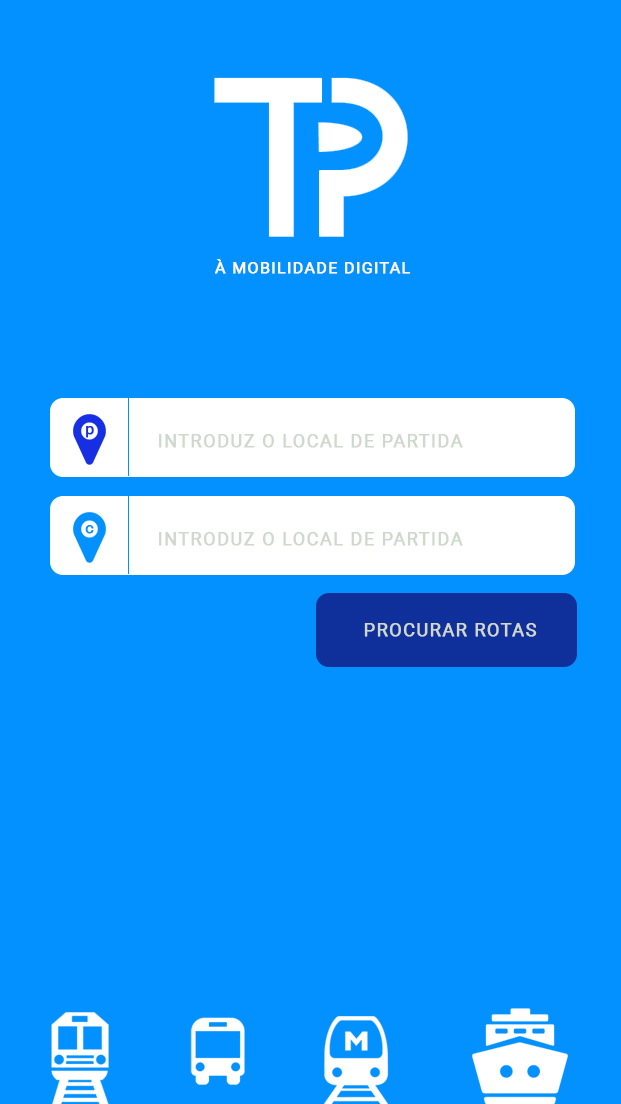 TP
À MOBILIDADE DIGITAL
p
INTRODUZ O LOCAL DE PARTIDA
c
INTRODUZ O LOCAL DE PARTIDA
PROCURAR ROTAS
M